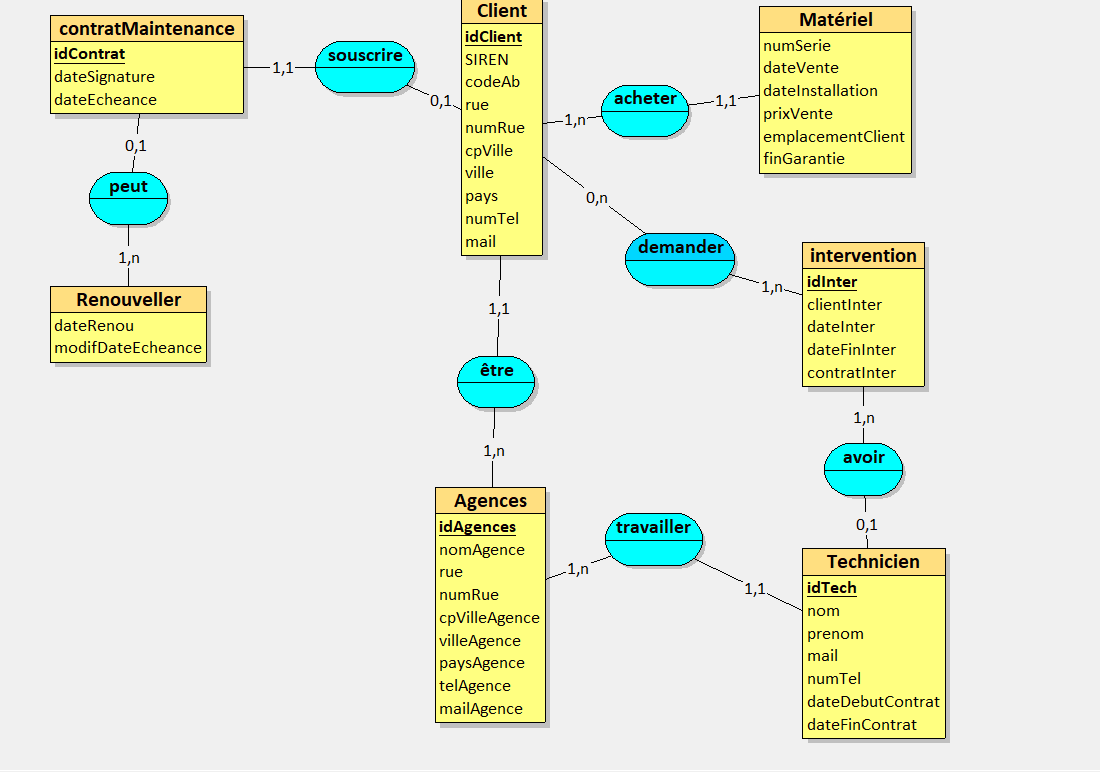 contratMaintenance
idContrat
dateSignature
dateEcheance
1,1
souscrire
0,1
Client
idClient
SIREN
codeAb
rue
numRue
cpVille
ville
pays
numTel
mail
1,n
acheter
1,1
Matériel
numSerie
dateVente
dateInstallation
prixVente
emplacementClient
finGarantie
0,1
peut
1,n
Renouveller
dateRenou
modifDateEcheance
0,n
demander
1,n
intervention
idInter
clientInter
dateInter
dateFinInter
contratInter
1,1
être
1,n
Agences
idAgences
nomAgence
rue
numRue
cpVilleAgence
villeAgence
paysAgence
telAgence
mailAgence
1,n
travailler
1,1
1,n
avoir
0,1
Technicien
idTech
nom
prenom
mail
numTel
dateDebutContrat
dateFinContrat